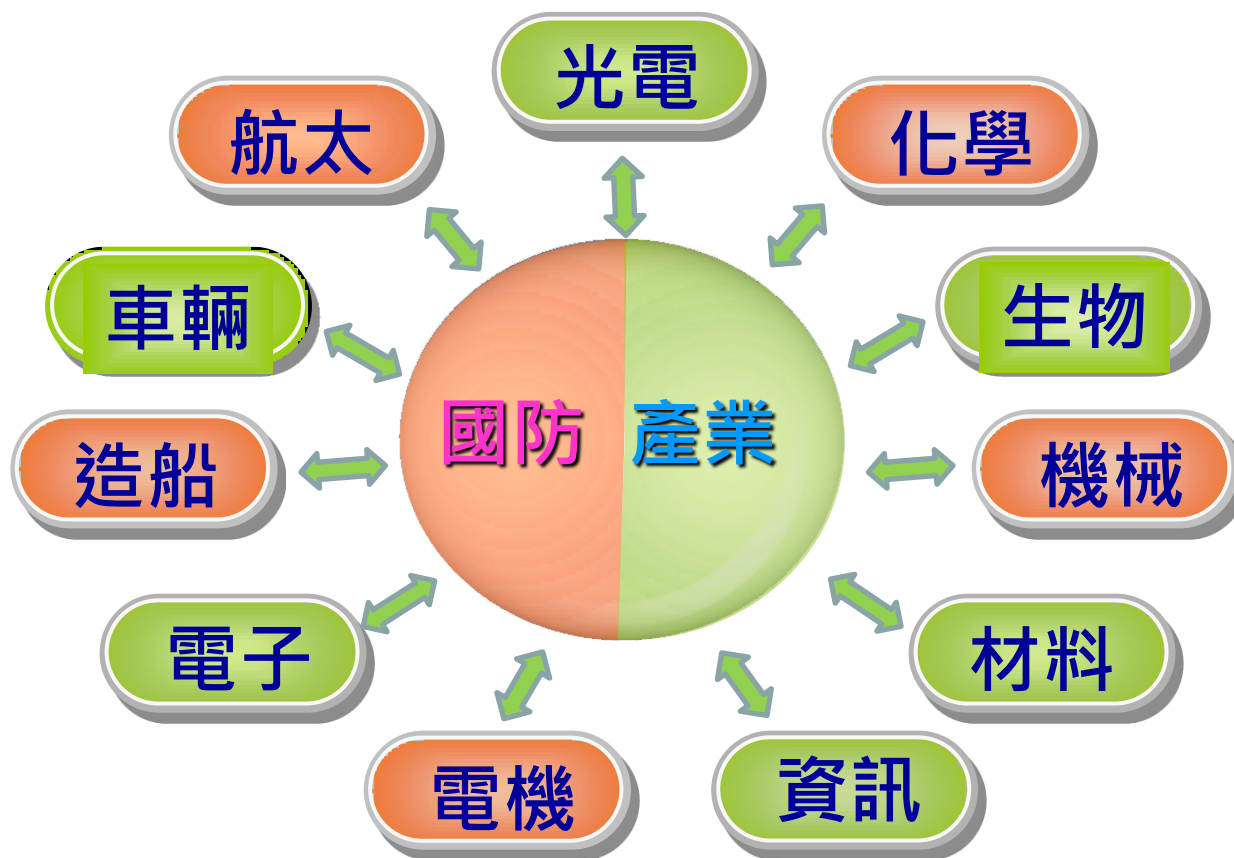 光電
航太
化學
車輛
生物
國防 產業
造船
機械
電子
材料
電機
資訊